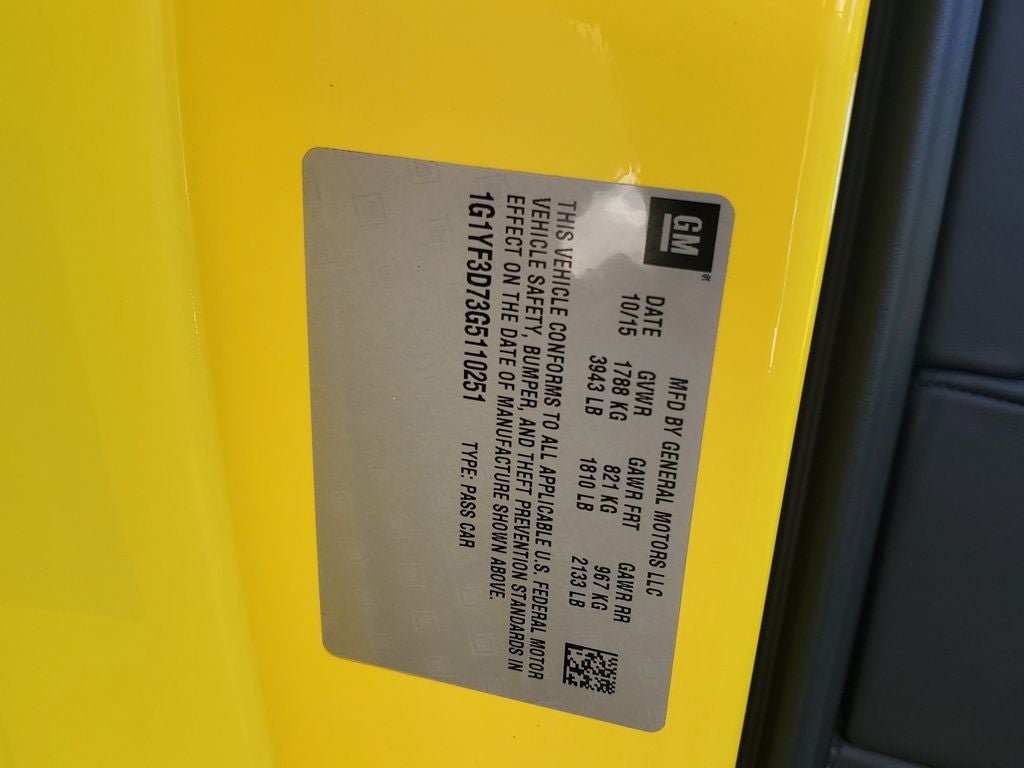 GM®
MFD BY GENERAL MOTORS LLC
DATE GVWR GAWR FRT GAWR RR
10/15 1788 KG 821 KG 967 KG
3943 LB 1810 LB 2133 LB
THIS VEHICLE CONFORMS TO ALL APPLICABLE U.S. FEDERAL MOTOR
VEHICLE SAFETY, BUMPER, AND THEFT PREVENTION STANDARDS IN
EFFECT ON THE DATE OF MANUFACTURE SHOWN ABOVE.
1G1YF3D73G5110251 TYPE: PASS CAR